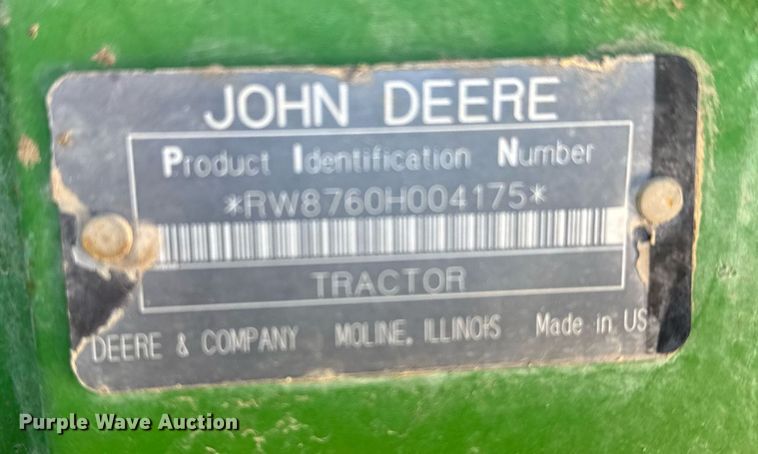 JOHN DEERE
Product Identification Number
*RW8760H004175*
TRACTOR
DEERE & COMPANY MOLINE, ILLINOIS Made in US
Purple Wave Auction